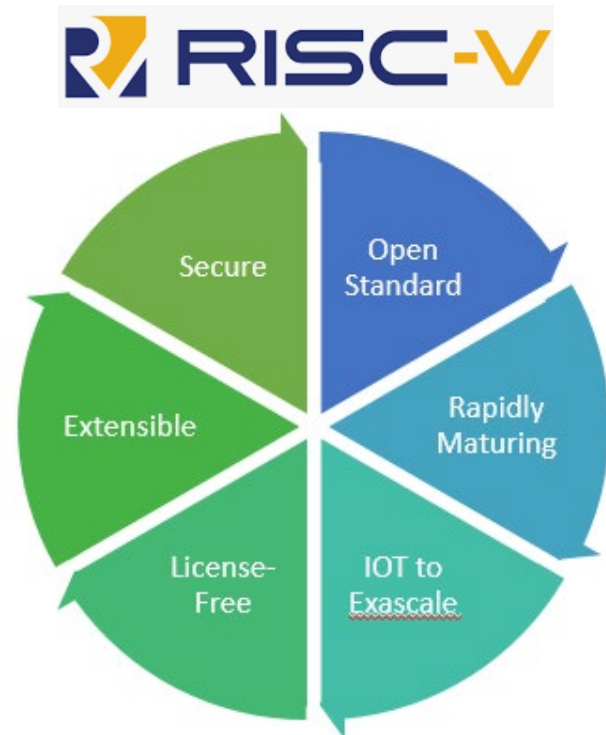 RISC-V
Open
Standard
Rapidly
Maturing
IOT to
Exascale
License-
Free
Extensible
Secure